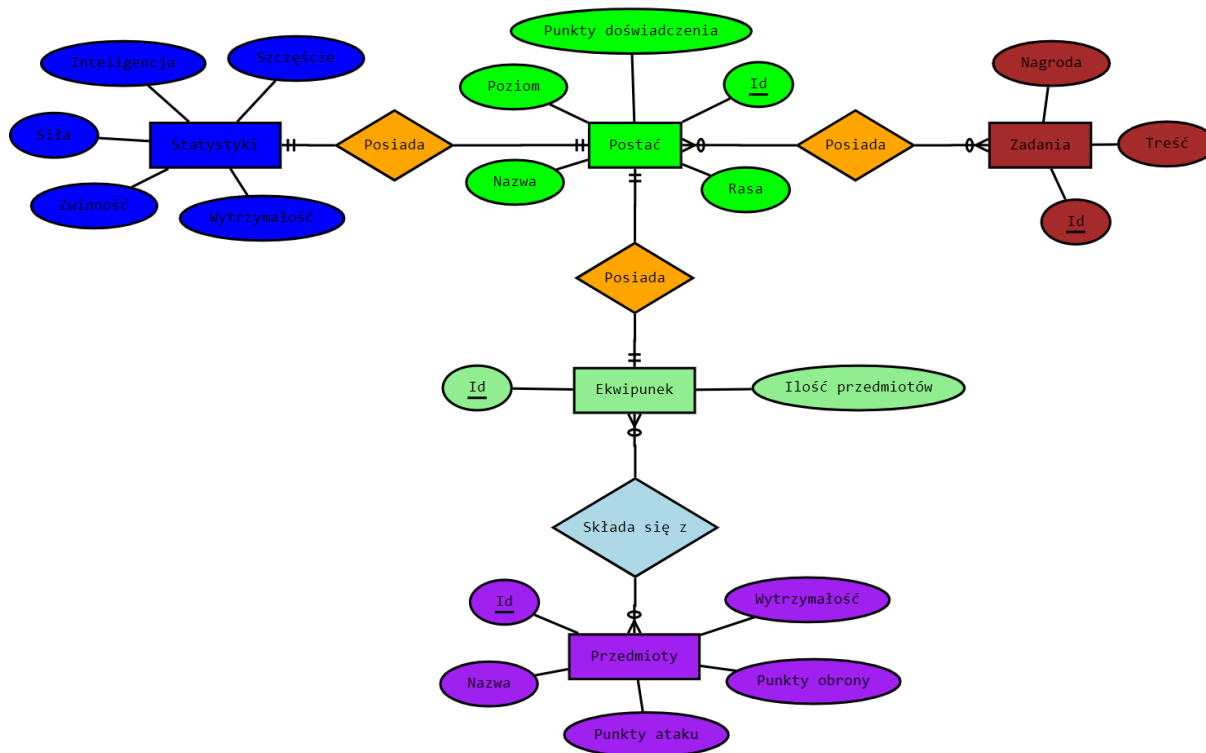 Punkty doświadczenia
Inteligencja
Szczęście
Nagroda
Poziom
Id
Siła
Statystyki
Posiada
Postać
Posiada
Zadania
Treść
Nazwa
Rasa
Zwinność
Wytrzymałość
Id
Posiada
Id
Ekwipunek
Ilość przedmiotów
Składa się z
Id
Wytrzymałość
Przedmioty
Nazwa
Punkty obrony
Punkty ataku